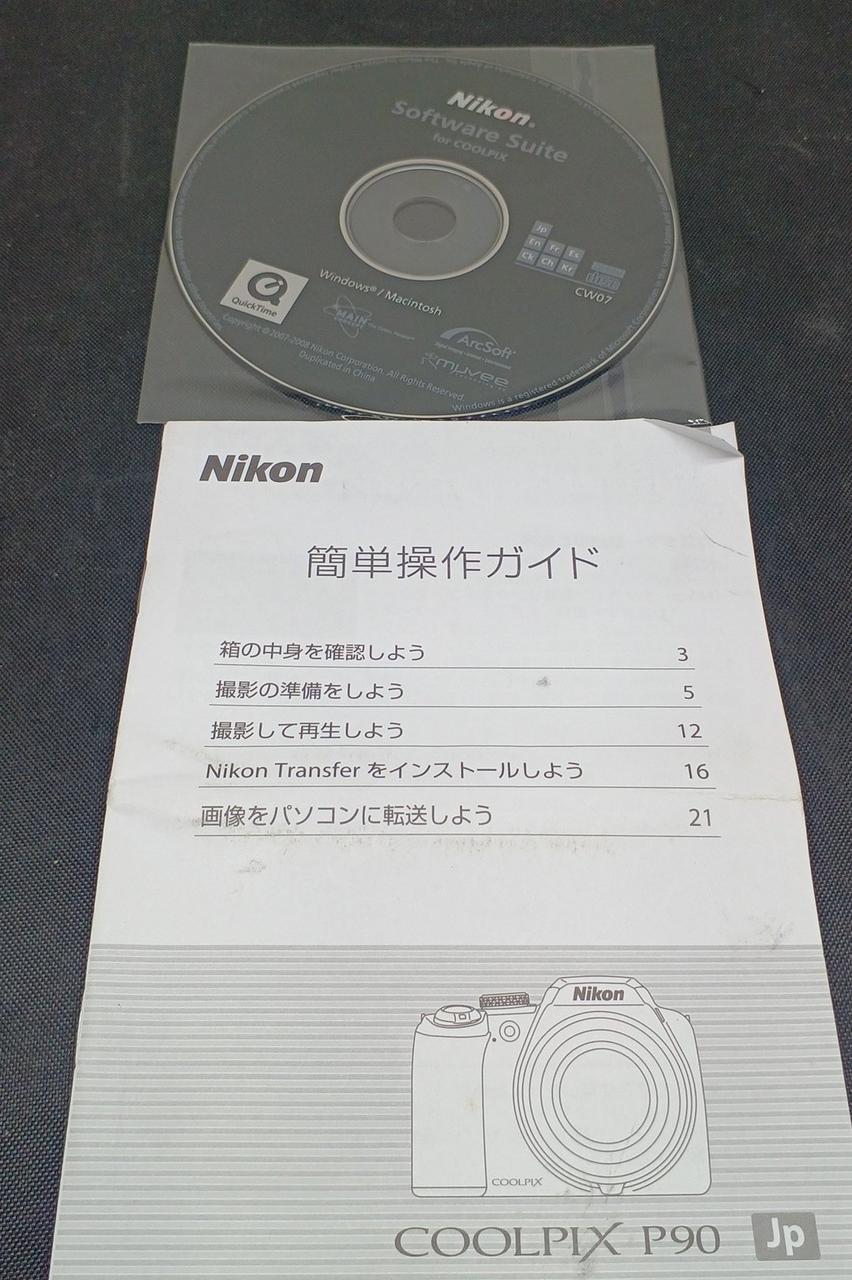 Nikon.
Software Suite
for COOLPIX
Jp
En Fr Es
Ck Ch Kr
CW07
QuickTime
Windows® / Macintosh
MAIN
ArcSoft®
muvee
Copyright © 2007-2008 Nikon Corporation. All Rights Reserved
Duplicated in China
Windows is a registered trademark of Microsoft Corporation in the
Nikon
簡単操作ガイド
箱の中身を確認しよう 3
撮影の準備をしよう 5
撮影して再生しよう 12
Nikon Transfer をインストールしよう 16
画像をパソコンに転送しよう 21
Nikon
COOLPIX
COOLPIX P90 Jp